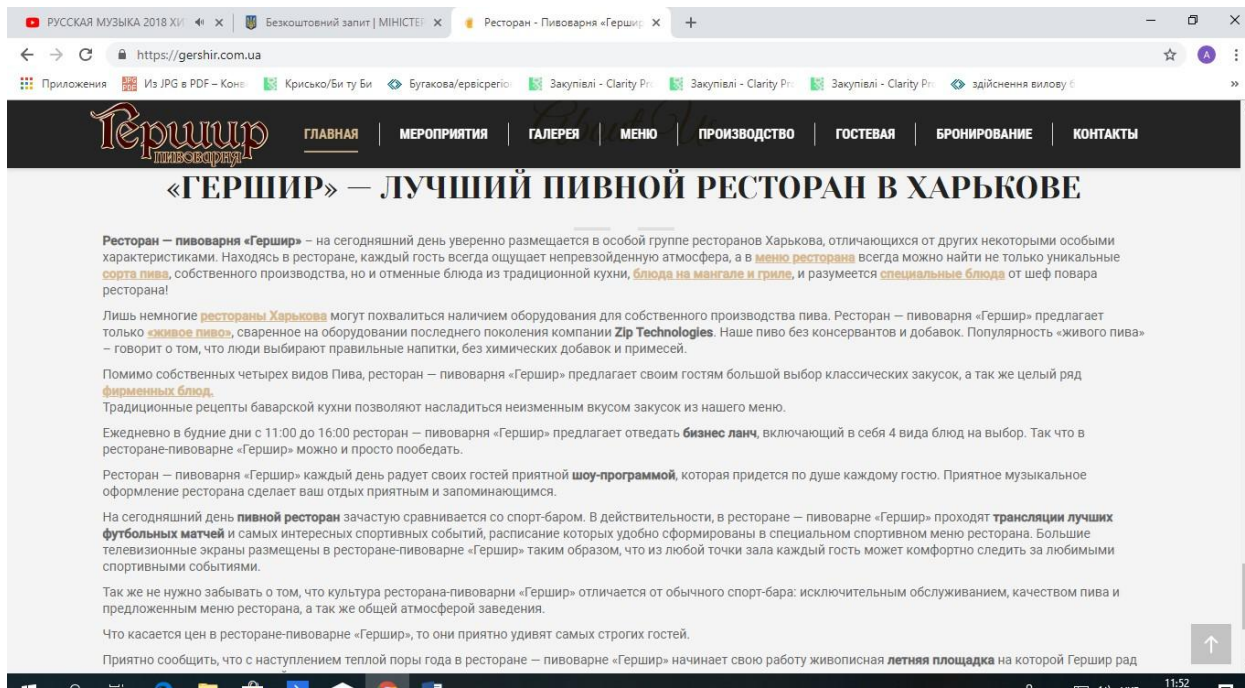 РУССКАЯ МУЗЫКА 2018 ХИ
Безкоштовний запит | МІНІСТЕР
Ресторан - Пивоварня «Гершир
https://gershir.com.ua
A
Приложения
Из JPG в PDF – Конв
Крисько/Би ту Би
Закупівлі - Clarity Pro
Закупівлі - Clarity Pro
Закупівлі - Clarity Pro
здійснення вилову б
»
About Us
Гершир
ПИВОВАРНЯ
ГЛАВНАЯ
МЕРОПРИЯТИЯ
ГАЛЕРЕЯ
МЕНЮ
ПРОИЗВОДСТВО
ГОСТЕВАЯ
БРОНИРОВАНИЕ
КОНТАКТЫ
«ГЕРШИР» — ЛУЧШИЙ ПИВНОЙ РЕСТОРАН В ХАРЬКОВЕ
Ресторан — пивоварня «Гершир» – на сегодняшний день уверенно размещается в особой группе ресторанов Харькова, отличающихся от других некоторыми особыми
характеристиками. Находясь в ресторане, каждый гость всегда ощущает непревзойденную атмосфера, а в меню ресторана всегда можно найти не только уникальные
сорта пива, собственного производства, но и отменные блюда из традиционной кухни, блюда на мангале и гриле, и разумеется специальные блюда от шеф повара
ресторана!
Лишь немногие рестораны Харькова могут похвалиться наличием оборудования для собственного производства пива. Ресторан — пивоварня «Гершир» предлагает
только «живое пиво», сваренное на оборудовании последнего поколения компании Zip Technologies. Наше пиво без консервантов и добавок. Популярность «живого пива»
– говорит о том, что люди выбирают правильные напитки, без химических добавок и примесей.
Помимо собственных четырех видов Пива, ресторан — пивоварня «Гершир» предлагает своим гостям большой выбор классических закусок, а так же целый ряд
фирменных блюд.
Традиционные рецепты баварской кухни позволяют насладиться неизменным вкусом закусок из нашего меню.
Ежедневно в будние дни с 11:00 до 16:00 ресторан — пивоварня «Гершир» предлагает отведать бизнес ланч, включающий в себя 4 вида блюд на выбор. Так что в
ресторане-пивоварне «Гершир» можно и просто пообедать.
Ресторан — пивоварня «Гершир» каждый день радует своих гостей приятной шоу-программой, которая придется по душе каждому гостю. Приятное музыкальное
оформление ресторана сделает ваш отдых приятным и запоминающимся.
На сегодняшний день пивной ресторан зачастую сравнивается со спорт-баром. В действительности, в ресторане — пивоварне «Гершир» проходят трансляции лучших
футбольных матчей и самых интересных спортивных событий, расписание которых удобно сформированы в специальном спортивном меню ресторана. Большие
телевизионные экраны размещены в ресторане-пивоварне «Гершир» таким образом, что из любой точки зала каждый гость может комфортно следить за любимыми
спортивными событиями.
Так же не нужно забывать о том, что культура ресторана-пивоварни «Гершир» отличается от обычного спорт-бара: исключительным обслуживанием, качеством пива и
предложенным меню ресторана, а так же общей атмосферой заведения.
Что касается цен в ресторане-пивоварне «Гершир», то они приятно удивят самых строгих гостей.
Приятно сообщить, что с наступлением теплой поры года в ресторане — пивоварне «Гершир» начинает свою работу живописная летняя площадка на которой Гершир рад
11:52